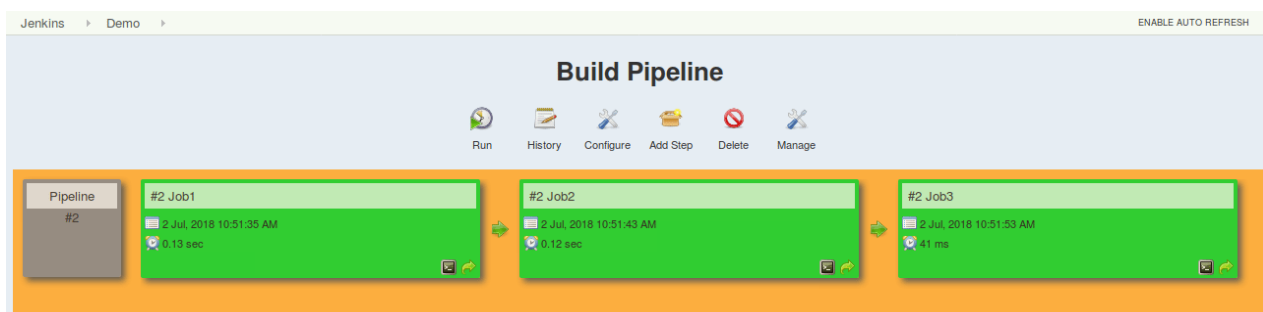 Jenkins Demo ENABLE AUTO REFRESH
Build Pipeline
Run History Configure Add Step Delete Manage
Pipeline
#2
#2 Job1
2 Jul, 2018 10:51:35 AM
0.13 sec
#2 Job2
2 Jul, 2018 10:51:43 AM
0.12 sec
#2 Job3
2 Jul, 2018 10:51:53 AM
41 ms